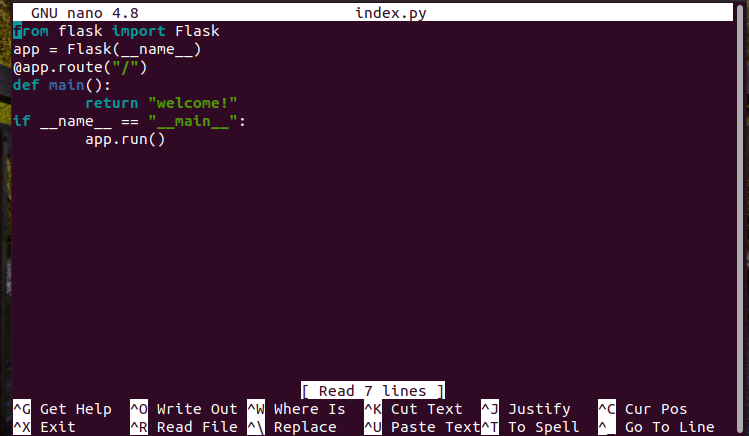 GNU nano 4.8 index.py
from flask import Flask
app = Flask(__name__)
@app.route("/")
def main():
        return "welcome!"
if __name__ == "__main__":
        app.run()
[ Read 7 lines ]
^G Get Help ^O Write Out ^W Where Is ^K Cut Text ^J Justify ^C Cur Pos
^X Exit ^R Read File ^\ Replace ^U Paste Text ^T To Spell ^_ Go To Line